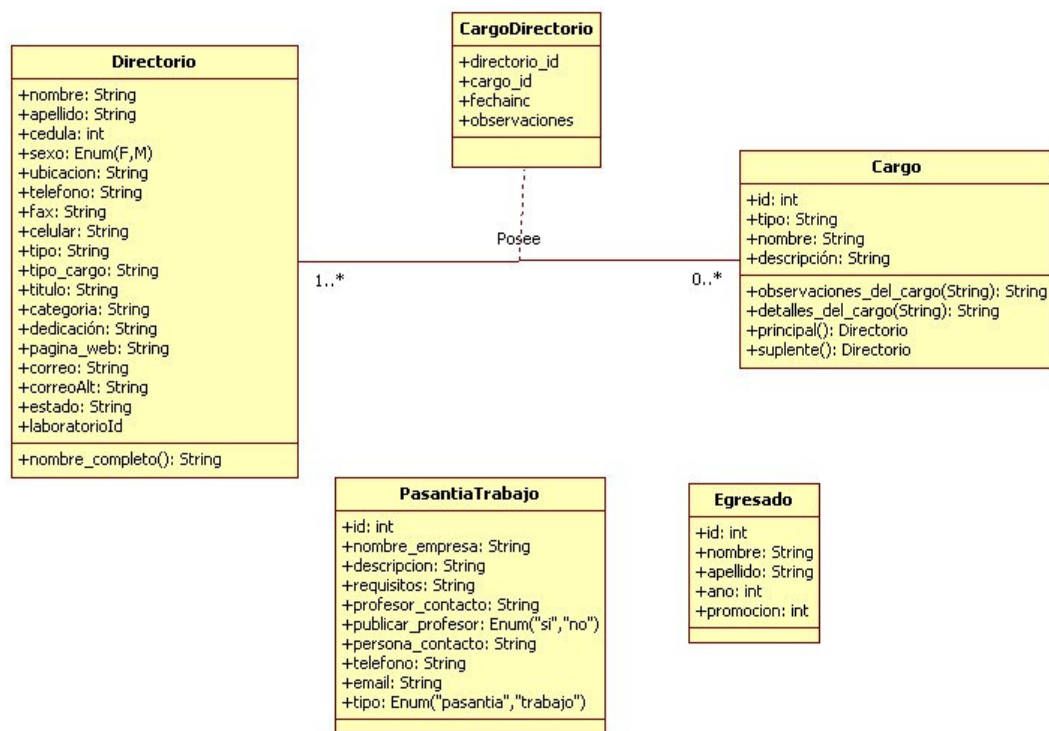 CargoDirectorio
+directorio_id
+cargo_id
+fechainc
+observaciones
Directorio
+nombre: String
+apellido: String
+cedula: int
+sexo: Enum(F,M)
+ubicacion: String
+telefono: String
+fax: String
+celular: String
+tipo: String
+tipo_cargo: String
+titulo: String
+categoria: String
+dedicación: String
+pagina_web: String
+correo: String
+correoAlt: String
+estado: String
+laboratorioId
+nombre_completo(): String
Posee
1..*
0..*
Cargo
+id: int
+tipo: String
+nombre: String
+descripción: String
+observaciones_del_cargo(String): String
+detalles_del_cargo(String): String
+principal(): Directorio
+suplente(): Directorio
PasantiaTrabajo
+id: int
+nombre_empresa: String
+descripcion: String
+requisitos: String
+profesor_contacto: String
+publicar_profesor: Enum("si","no")
+persona_contacto: String
+telefono: String
+email: String
+tipo: Enum("pasantia","trabajo")
Egresado
+id: int
+nombre: String
+apellido: String
+ano: int
+promocion: int